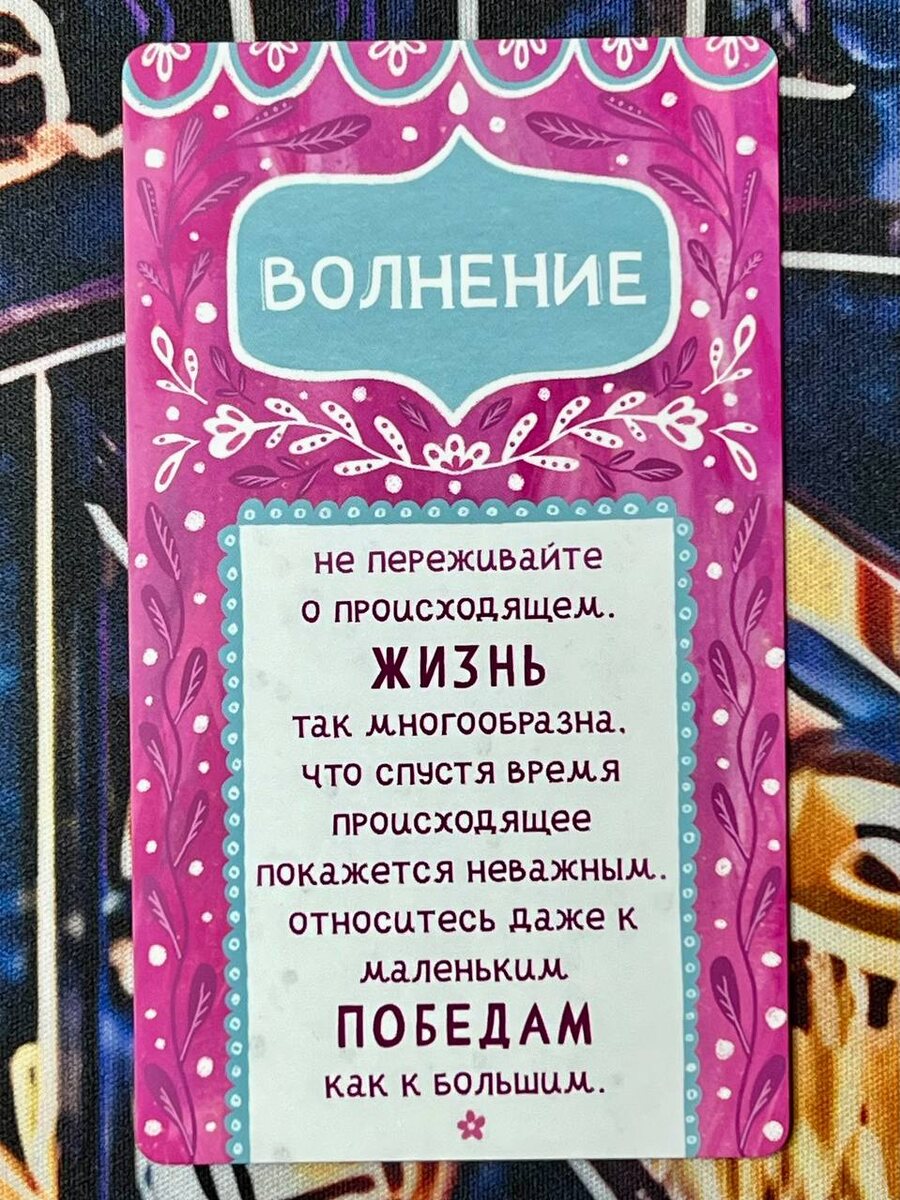 ВОЛНЕНИЕ
не переживайте
о происходящем.
ЖИЗНЬ
так многообразна,
что спустя время
происходящее
покажется неважным.
относитесь даже к
маленьким
ПОБЕДАМ
как к большим.